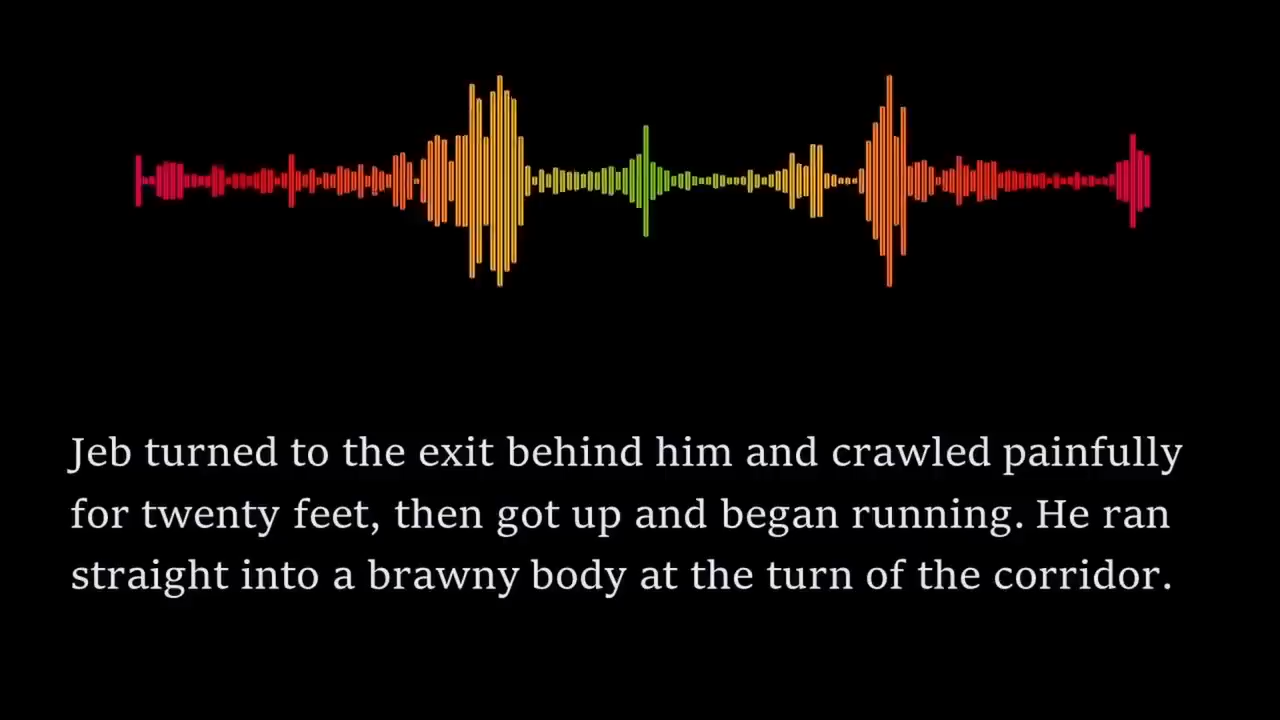 Jeb turned to the exit behind him and crawled painfully
for twenty feet, then got up and began running. He ran
straight into a brawny body at the turn of the corridor.